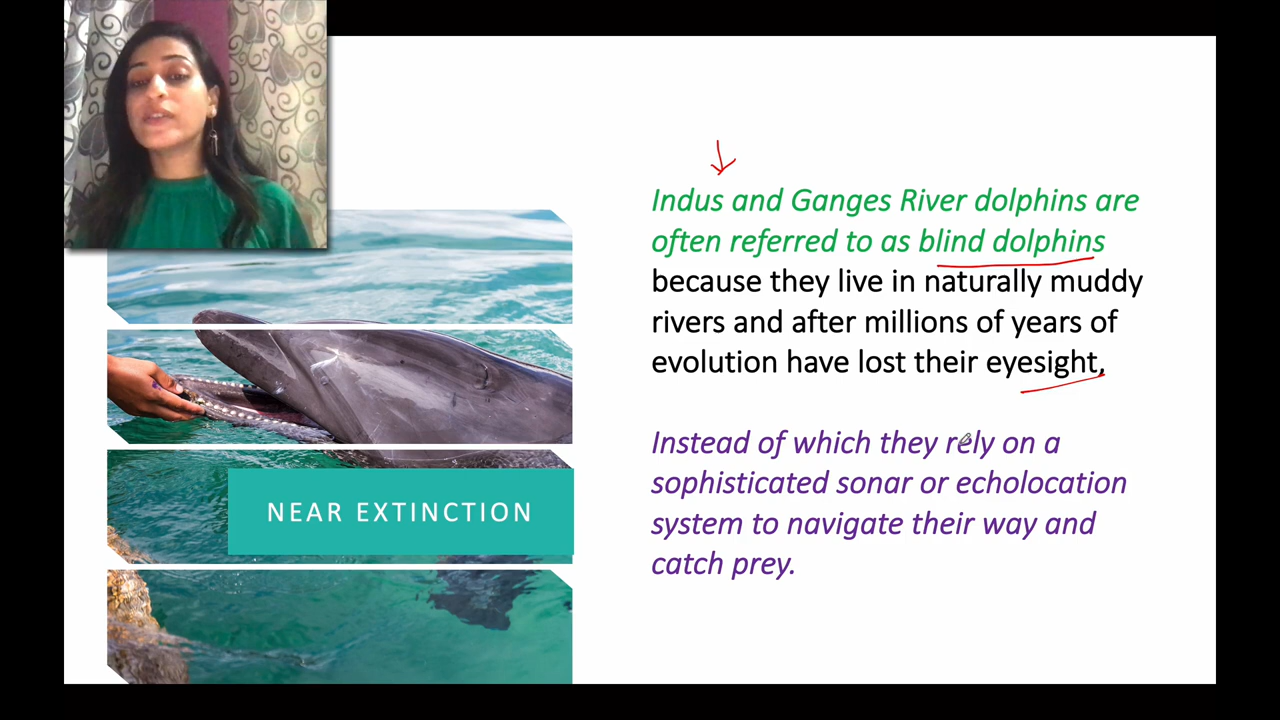 Indus and Ganges River dolphins are
often referred to as blind dolphins
because they live in naturally muddy
rivers and after millions of years of
evolution have lost their eyesight,
Instead of which they rely on a
sophisticated sonar or echolocation
system to navigate their way and
catch prey.
NEAR EXTINCTION